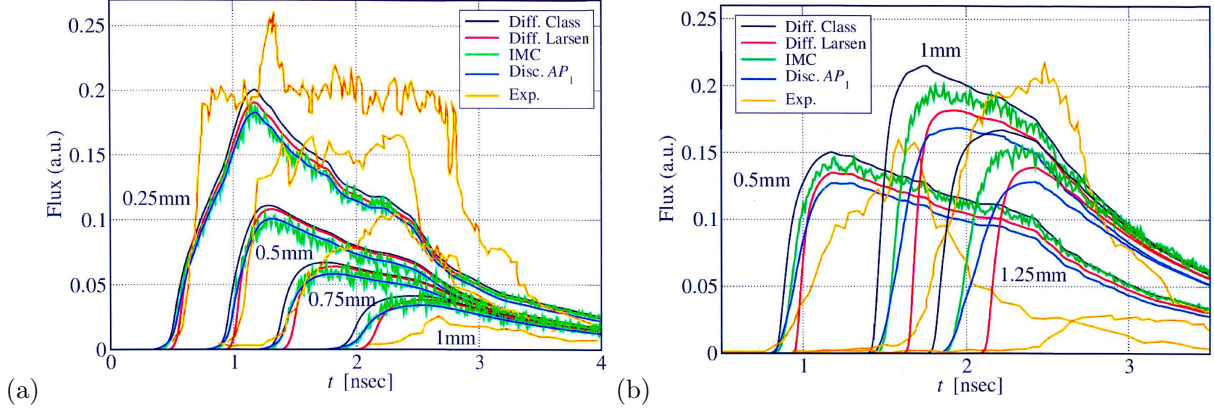 0.25
0.2
0.15
0.1
0.05
0
Flux (a.u.)
Diff. Class
Diff. Larsen
IMC
Disc. AP₁
Exp.
0.25mm
0.5mm
0.75mm
1mm
0
1
2
3
4
t [nsec]
(a)
0.25
0.2
0.15
0.1
0.05
0
Flux (a.u.)
Diff. Class
Diff. Larsen
IMC
Disc. AP₁
Exp.
1mm
0.5mm
1.25mm
1
2
3
t [nsec]
(b)